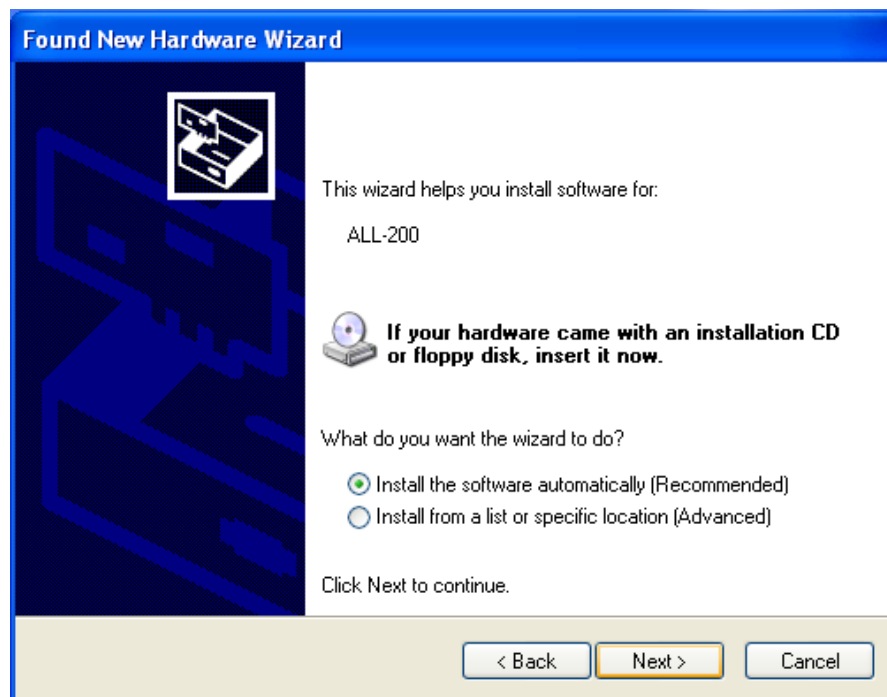 Found New Hardware Wizard
This wizard helps you install software for:
ALL-200
If your hardware came with an installation CD
or floppy disk, insert it now.
What do you want the wizard to do?
Install the software automatically (Recommended)
Install from a list or specific location (Advanced)
Click Next to continue.
< Back
Next >
Cancel